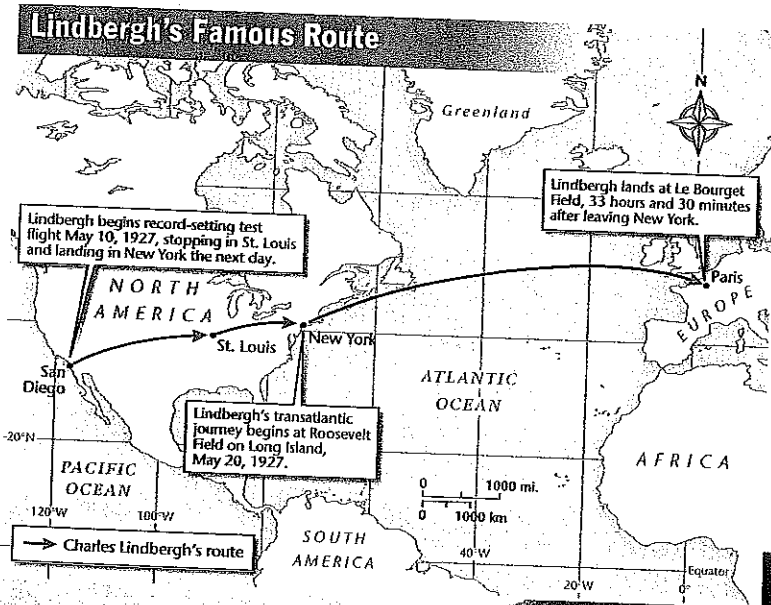 Lindbergh's Famous Route
Greenland
N
Lindbergh lands at Le Bourget
Field, 33 hours and 30 minutes
after leaving New York.
Lindbergh begins record-setting test
flight May 10, 1927, stopping in St. Louis
and landing in New York the next day.
NORTH
AMERICA
Paris
EUROPE
New York
St. Louis
San
Diego
ATLANTIC
OCEAN
Lindbergh's transatlantic
journey begins at Roosevelt
Field on Long Island,
May 20, 1927.
20°N
AFRICA
PACIFIC
OCEAN
0 1000 mi.
0 1000 km
120°W
100°W
SOUTH
AMERICA
Charles Lindbergh's route
40°W
20°W
0°
Equator